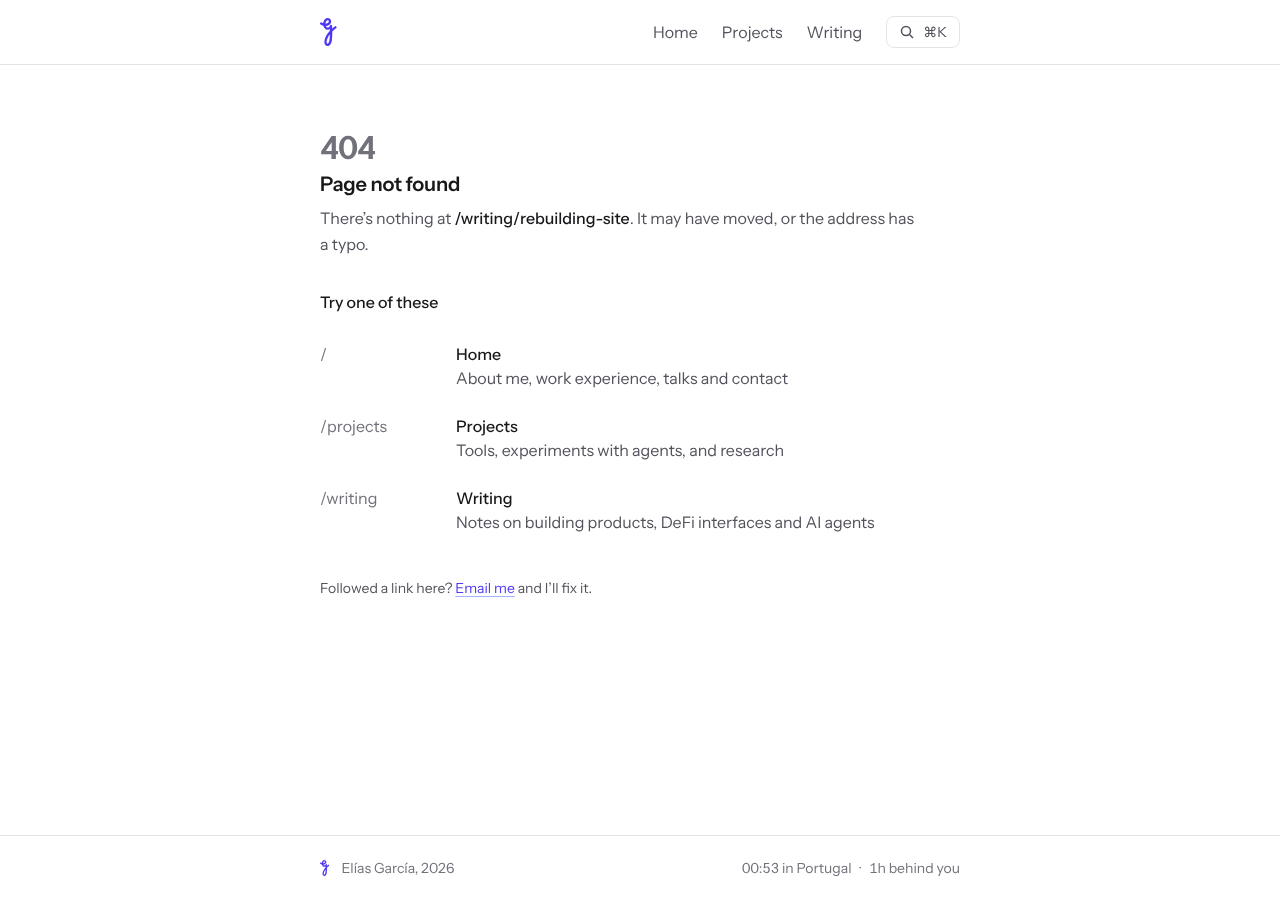 Home Projects Writing ⌘K
404
Page not found
There’s nothing at /writing/rebuilding-site. It may have moved, or the address has
a typo.
Try one of these
/ Home
About me, work experience, talks and contact
/projects Projects
Tools, experiments with agents, and research
/writing Writing
Notes on building products, DeFi interfaces and AI agents
Followed a link here? Email me and I’ll fix it.
Elías García, 2026 00:53 in Portugal · 1h behind you